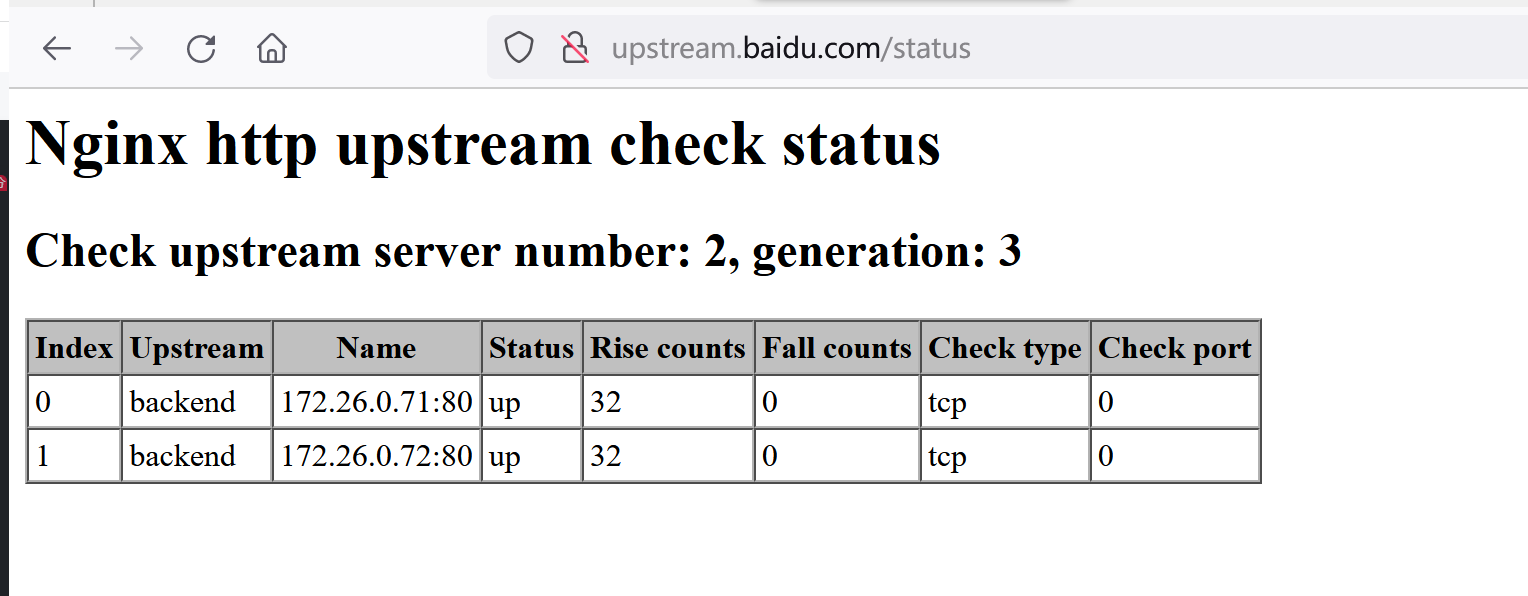 upstream.baidu.com/status
Nginx http upstream check status
Check upstream server number: 2, generation: 3
Index Upstream Name Status Rise counts Fall counts Check type Check port
0 backend 172.26.0.71:80 up 32 0 tcp 0
1 backend 172.26.0.72:80 up 32 0 tcp 0